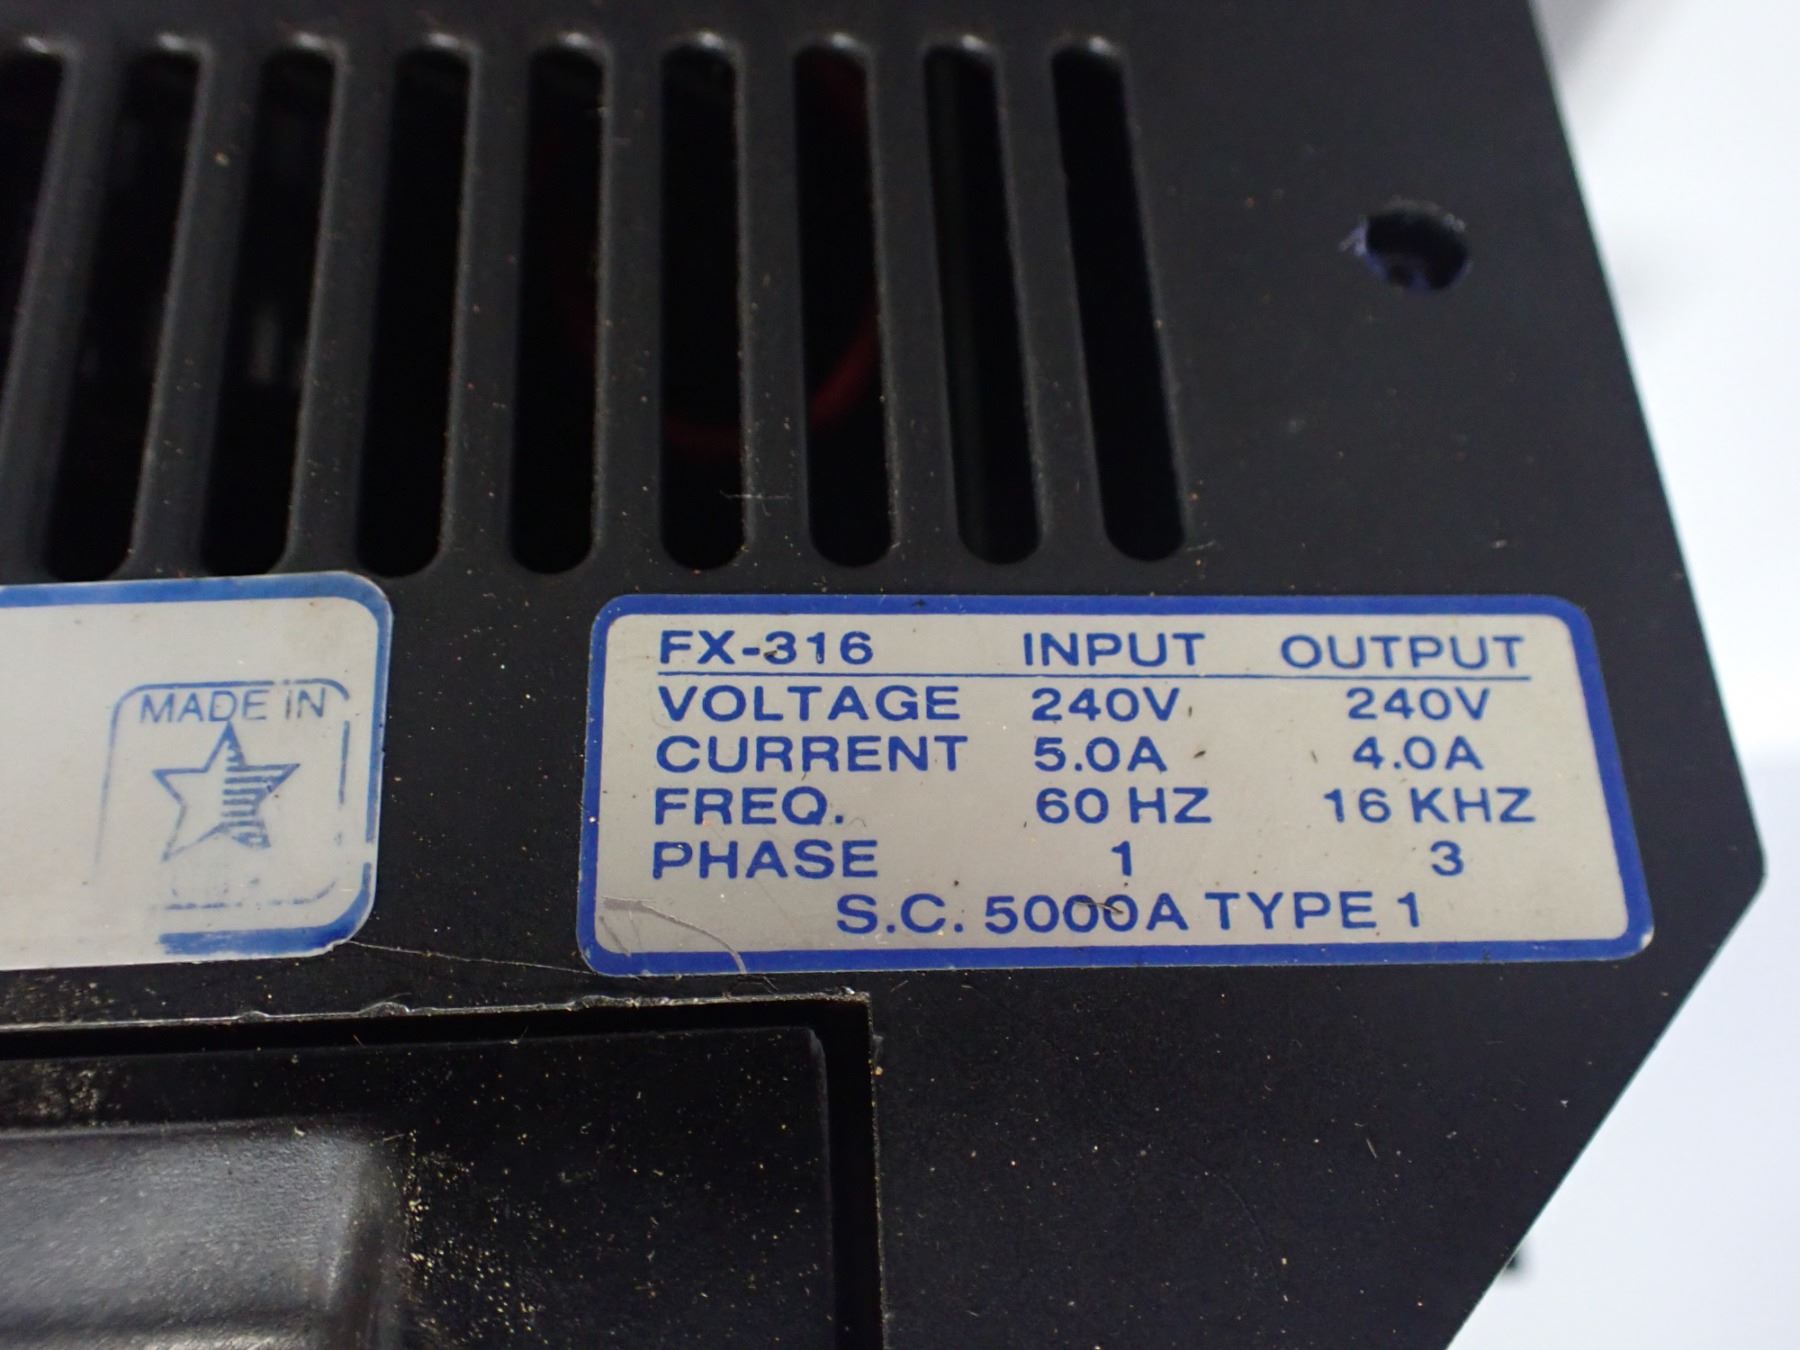 MADE IN
FX-316 INPUT OUTPUT
VOLTAGE 240V 240V
CURRENT 5.0A 4.0A
FREQ. 60 HZ 16 KHZ
PHASE 1 3
S.C. 5000A TYPE 1